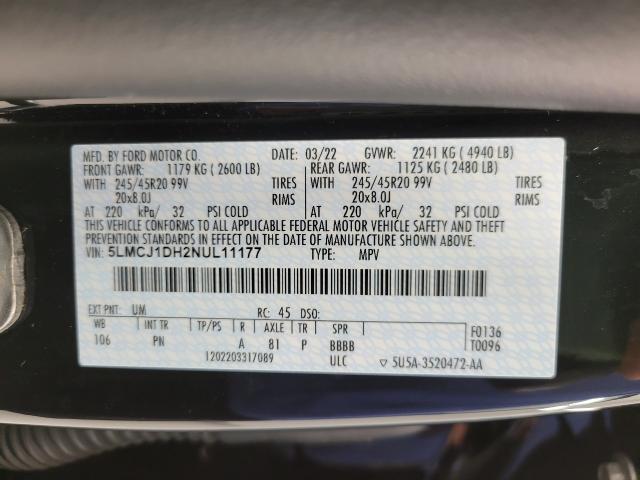 MFD. BY FORD MOTOR CO. DATE: 03/22 GVWR: 2241 KG ( 4940 LB)
FRONT GAWR: 1179 KG ( 2600 LB) REAR GAWR: 1125 KG ( 2480 LB)
WITH 245/45R20 99V TIRES WITH 245/45R20 99V TIRES
20x8.0J RIMS 20x8.0J RIMS
AT 220 kPa/ 32 PSI COLD AT 220 kPa/ 32 PSI COLD
THIS VEHICLE CONFORMS TO ALL APPLICABLE FEDERAL MOTOR VEHICLE SAFETY AND THEFT
PREVENTION STANDARDS IN EFFECT ON THE DATE OF MANUFACTURE SHOWN ABOVE.
VIN: 5LMCJ1DH2NUL11177 TYPE: MPV
EXT PNT: UM RC: 45 DSO:
WB INT TR TP/PS R AXLE TR SPR F0136
106 PN A 81 P BBBB T0096
1202203317089 ULC ▽ 5U5A-3520472-AA